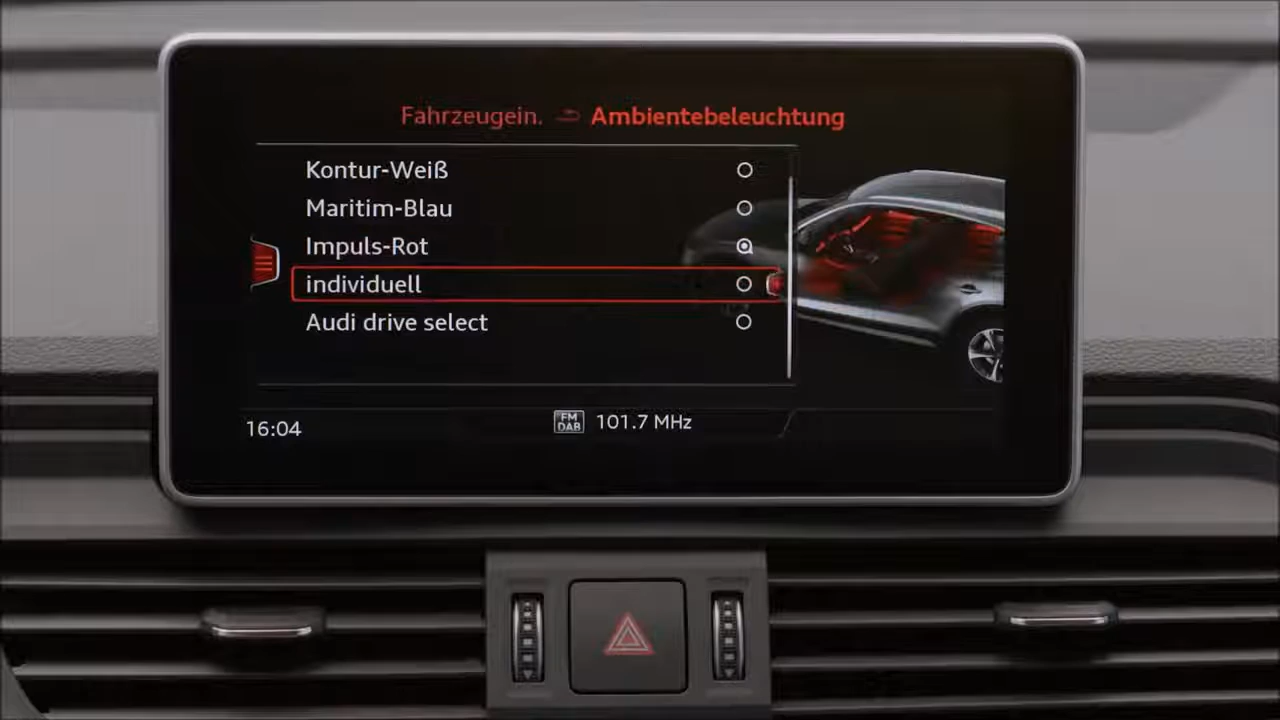 Fahrzeugein. Ambientebeleuchtung
Kontur-Weiß
Maritim-Blau
Impuls-Rot
individuell
Audi drive select
16:04
FM
DAB
101.7 MHz